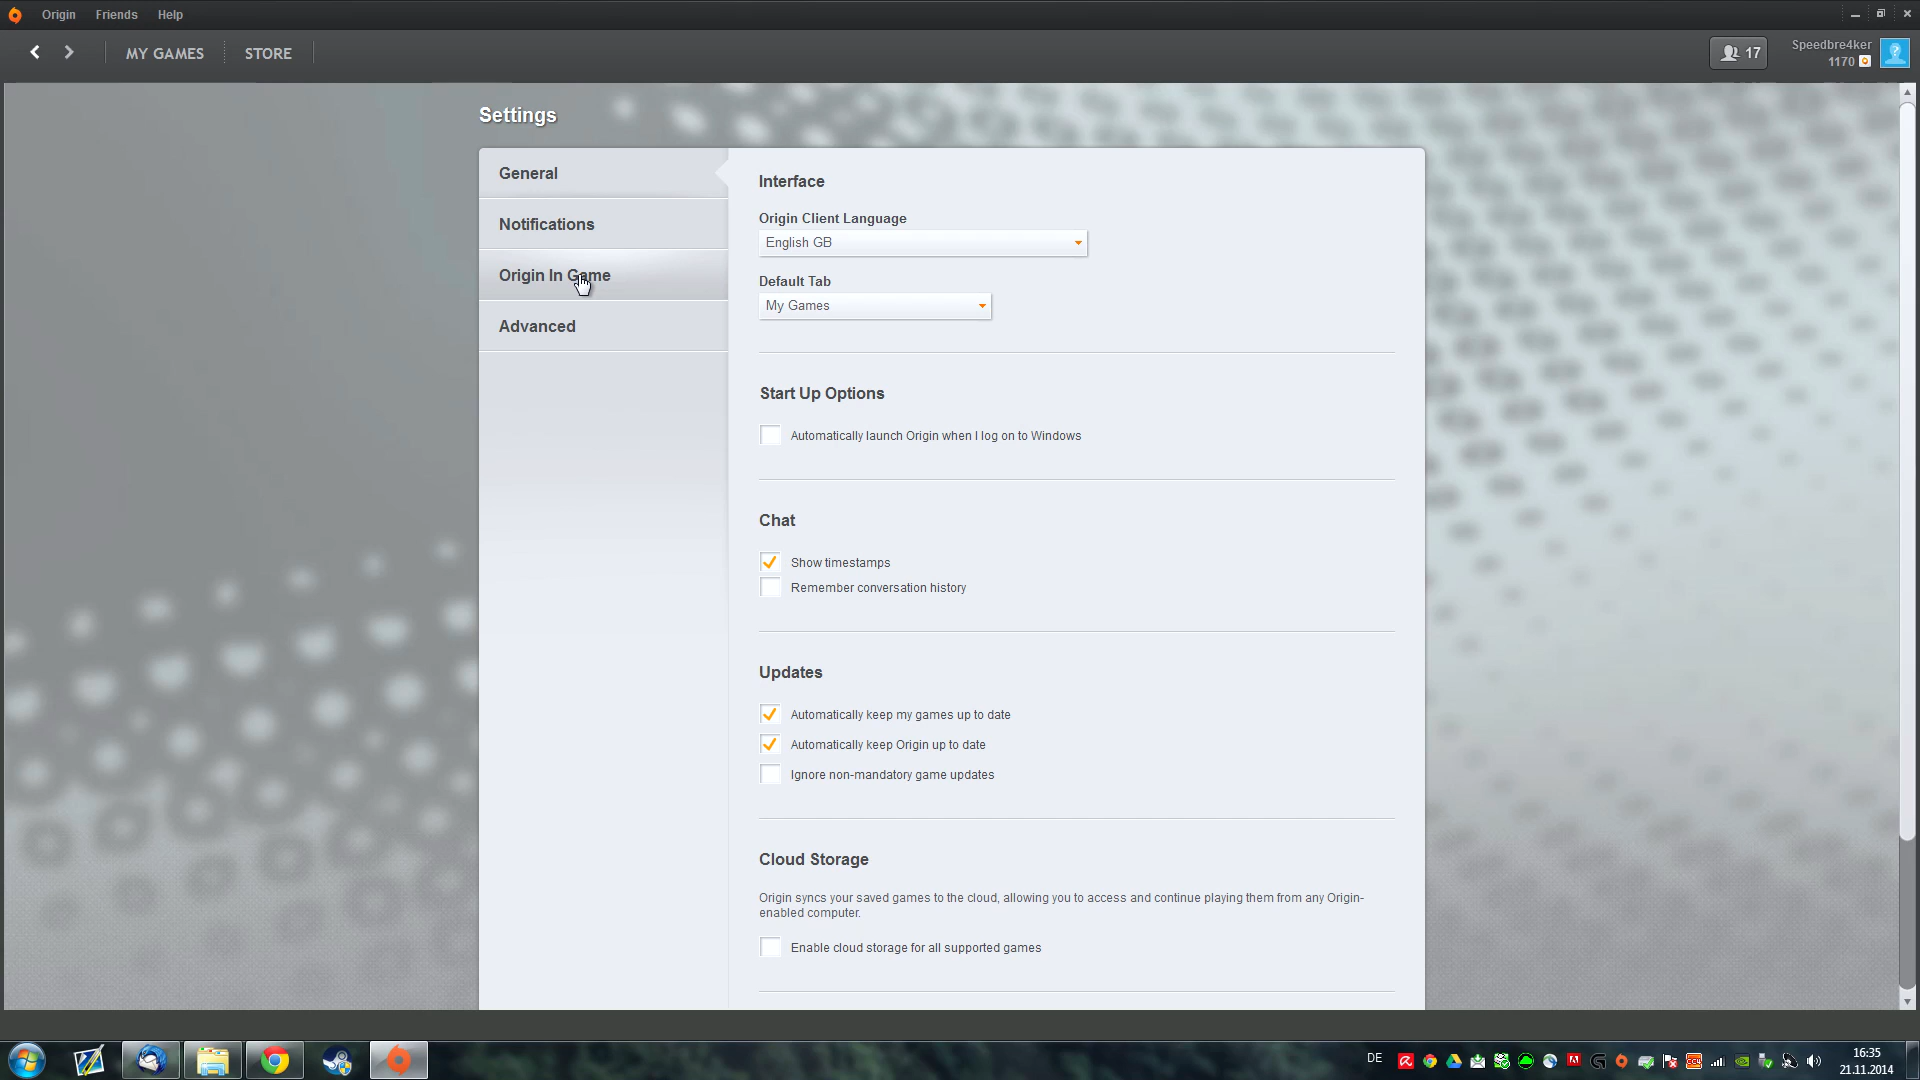 Origin Friends Help
MY GAMES STORE
17
Speedbre4ker
1170
Settings
General
Notifications
Origin In Game
Advanced
Interface
Origin Client Language
English GB
Default Tab
My Games
Start Up Options
Automatically launch Origin when I log on to Windows
Chat
Show timestamps
Remember conversation history
Updates
Automatically keep my games up to date
Automatically keep Origin up to date
Ignore non-mandatory game updates
Cloud Storage
Origin syncs your saved games to the cloud, allowing you to access and continue playing them from any Origin-
enabled computer.
Enable cloud storage for all supported games
DE
16:35
21.11.2014